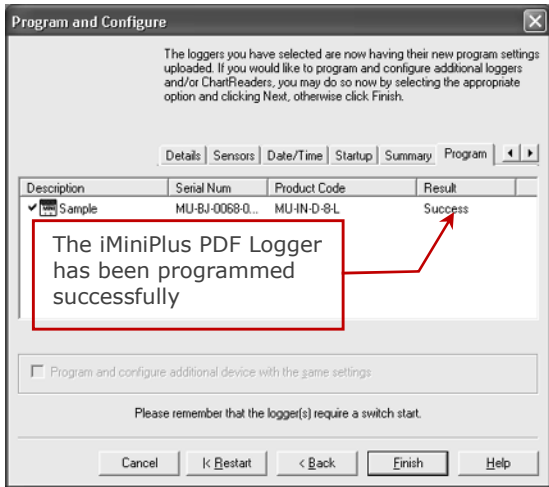 Program and Configure
The loggers you have selected are now having their new program settings
uploaded. If you would like to program and configure additional loggers
and/or ChartReaders, you may do so now by selecting the appropriate
option and clicking Next, otherwise click Finish.
Details Sensors Date/Time Startup Summary Program
Description Serial Num Product Code Result
Sample MU-BJ-0068-0... MU-IN-D-8-L Success
The iMiniPlus PDF Logger
has been programmed
successfully
Program and configure additional device with the same settings
Please remember that the logger(s) require a switch start.
Cancel |< Restart < Back Finish Help